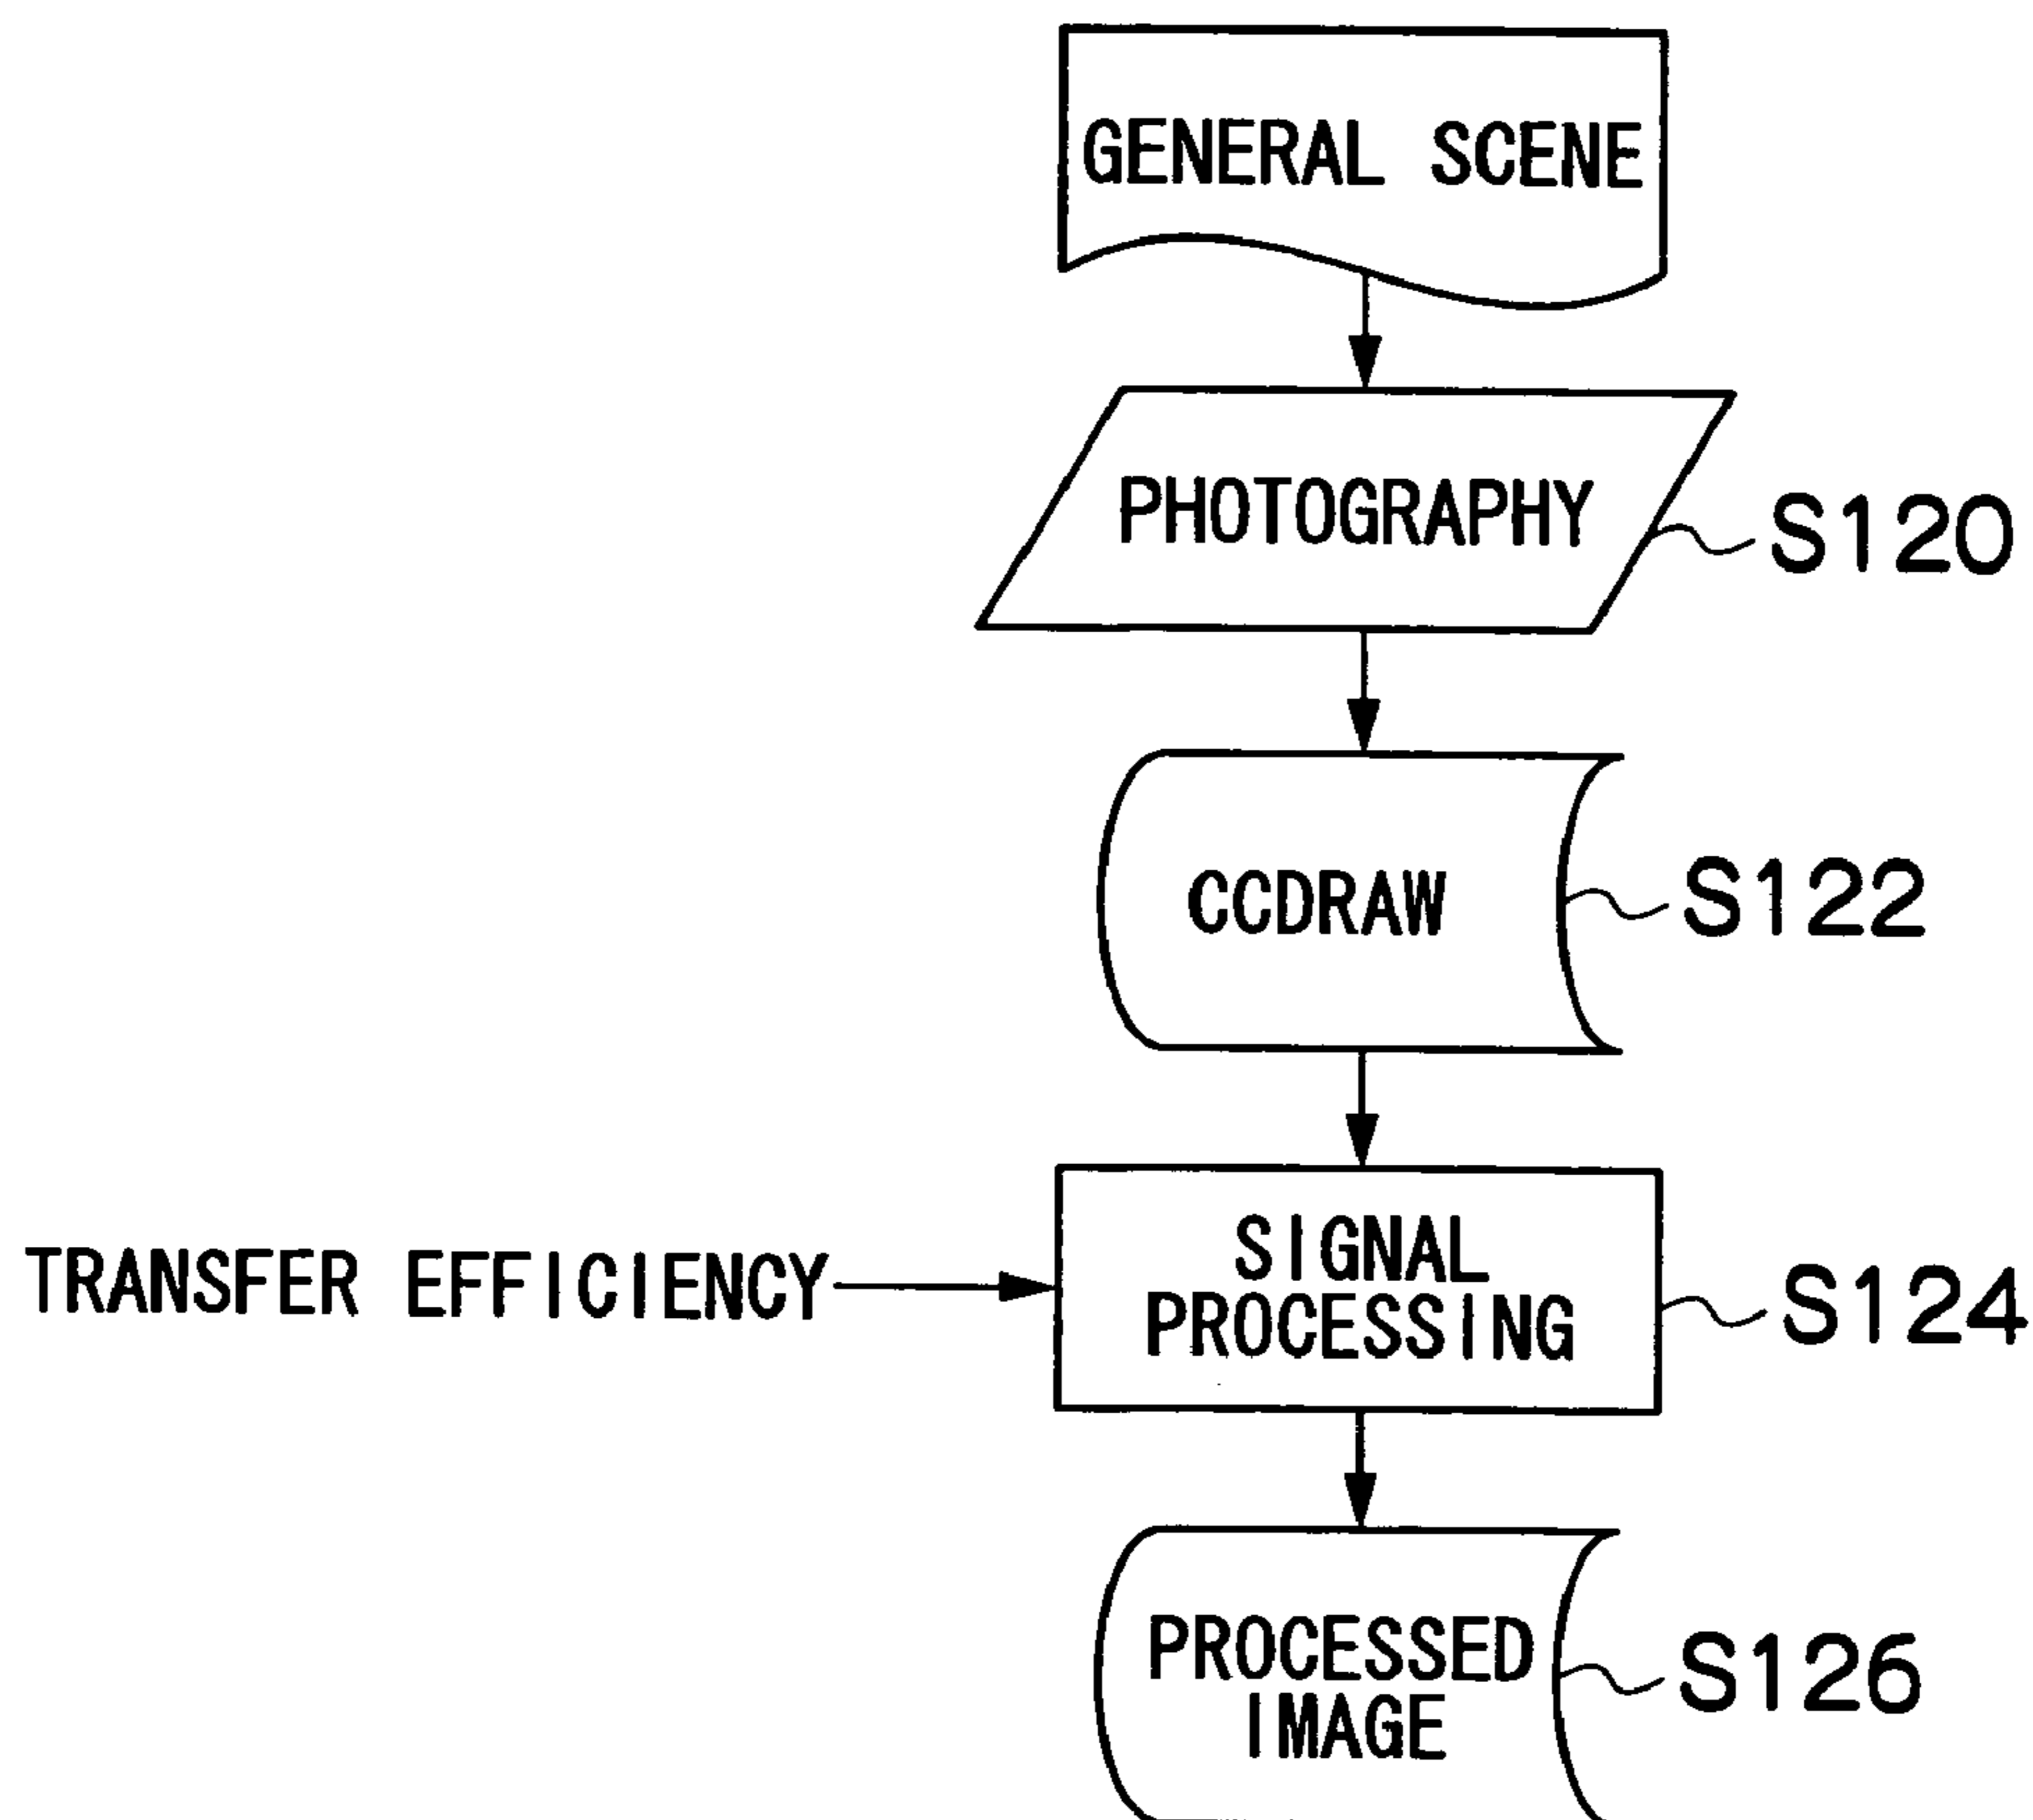 GENERAL SCENE
PHOTOGRAPHY
S120
CCDRAW
S122
TRANSFER EFFICIENCY
SIGNAL
PROCESSING
S124
PROCESSED
IMAGE
S126